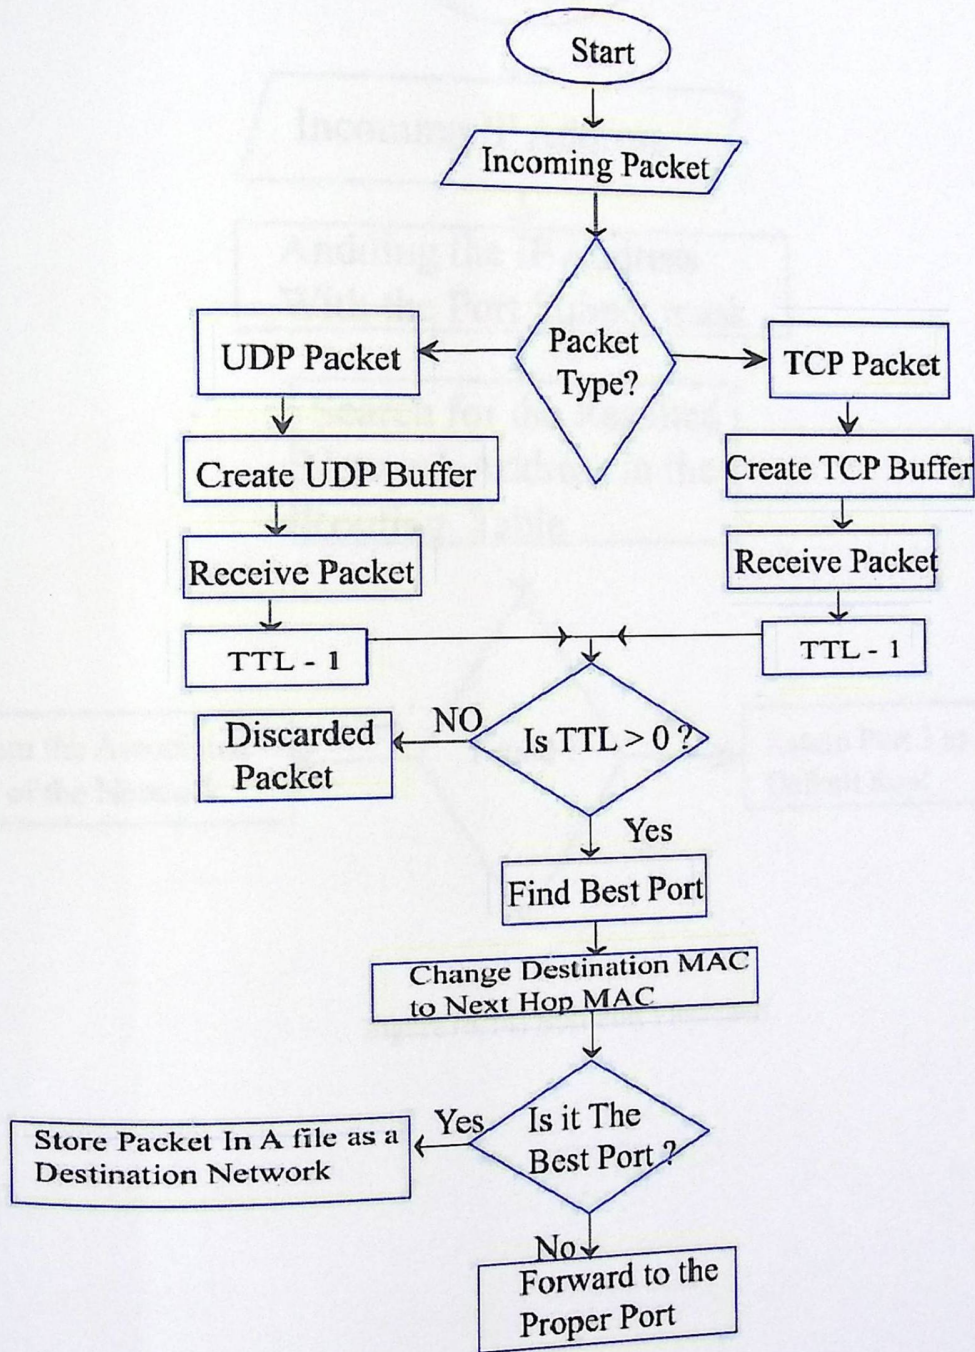 Start
Incoming Packet
Packet
Type?
UDP Packet
TCP Packet
Create UDP Buffer
Create TCP Buffer
Receive Packet
Receive Packet
TTL - 1
TTL - 1
Is TTL > 0 ?
NO
Discarded
Packet
Yes
Find Best Port
Change Destination MAC
to Next Hop MAC
Is it The
Best Port ?
Yes
Store Packet In A file as a
Destination Network
No
Forward to the
Proper Port